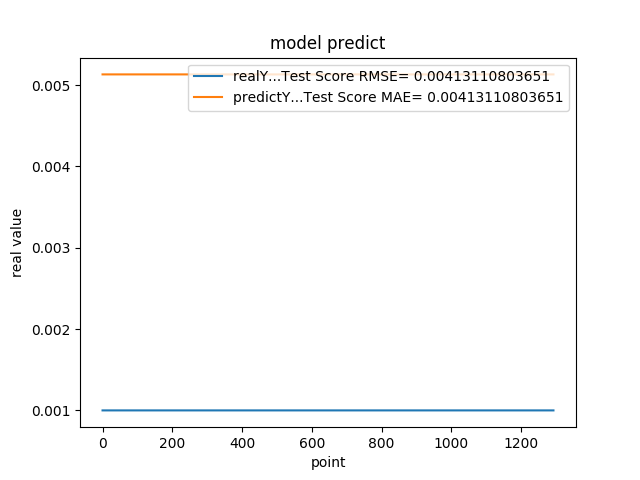 model predict
realY...Test Score RMSE= 0.00413110803651
predictY...Test Score MAE= 0.00413110803651
0.005
0.004
0.003
0.002
0.001
real value
0 200 400 600 800 1000 1200
point